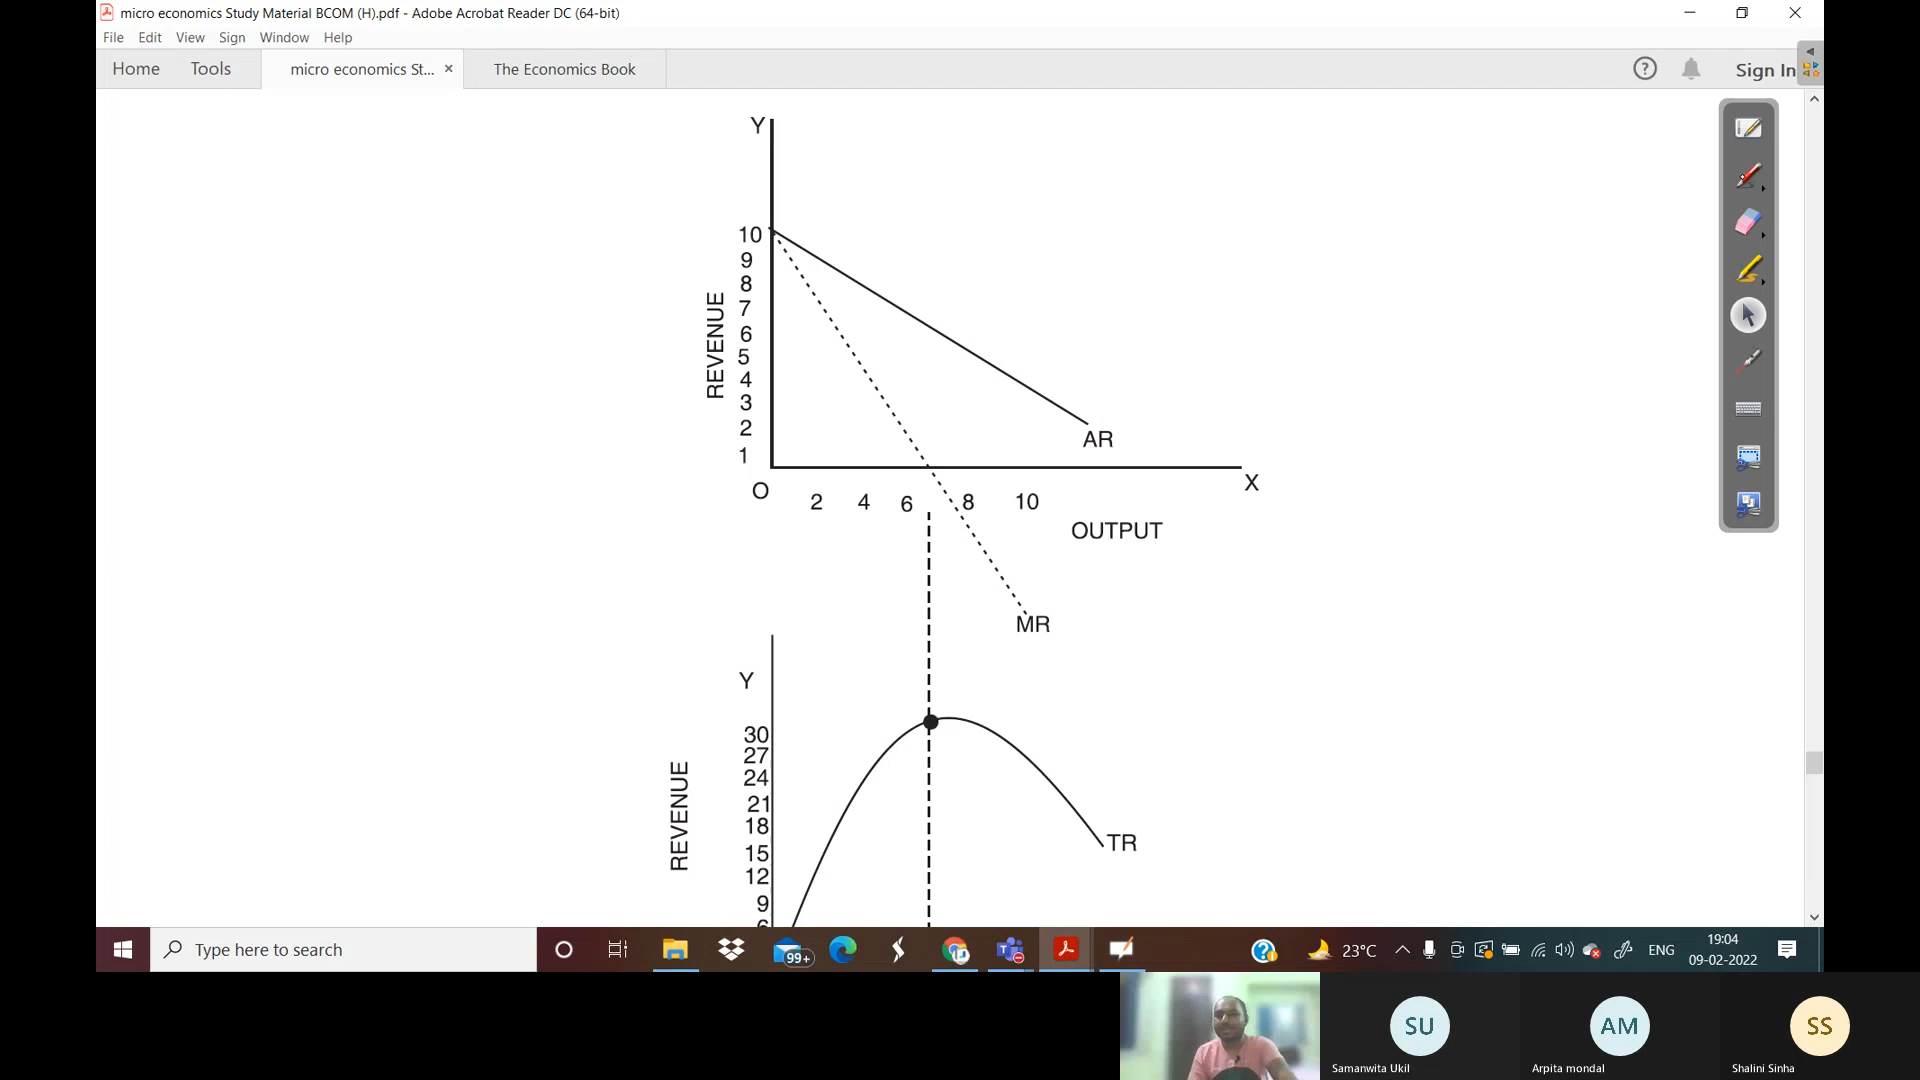 micro economics Study Material BCOM (H).pdf - Adobe Acrobat Reader DC (64-bit)
File Edit View Sign Window Help
Home Tools micro economics St... × The Economics Book ? Sign In
Y
10
9
8
7
6
5
4
3
2
1
REVENUE
AR
O
X
2 4 6 8 10
OUTPUT
MR
Y
30
27
24
21
18
15
12
9
6
REVENUE
TR
Type here to search
99+
23°C
ENG
19:04
09-02-2022
SU
AM
SS
Samanwita Ukil
Arpita mondal
Shalini Sinha